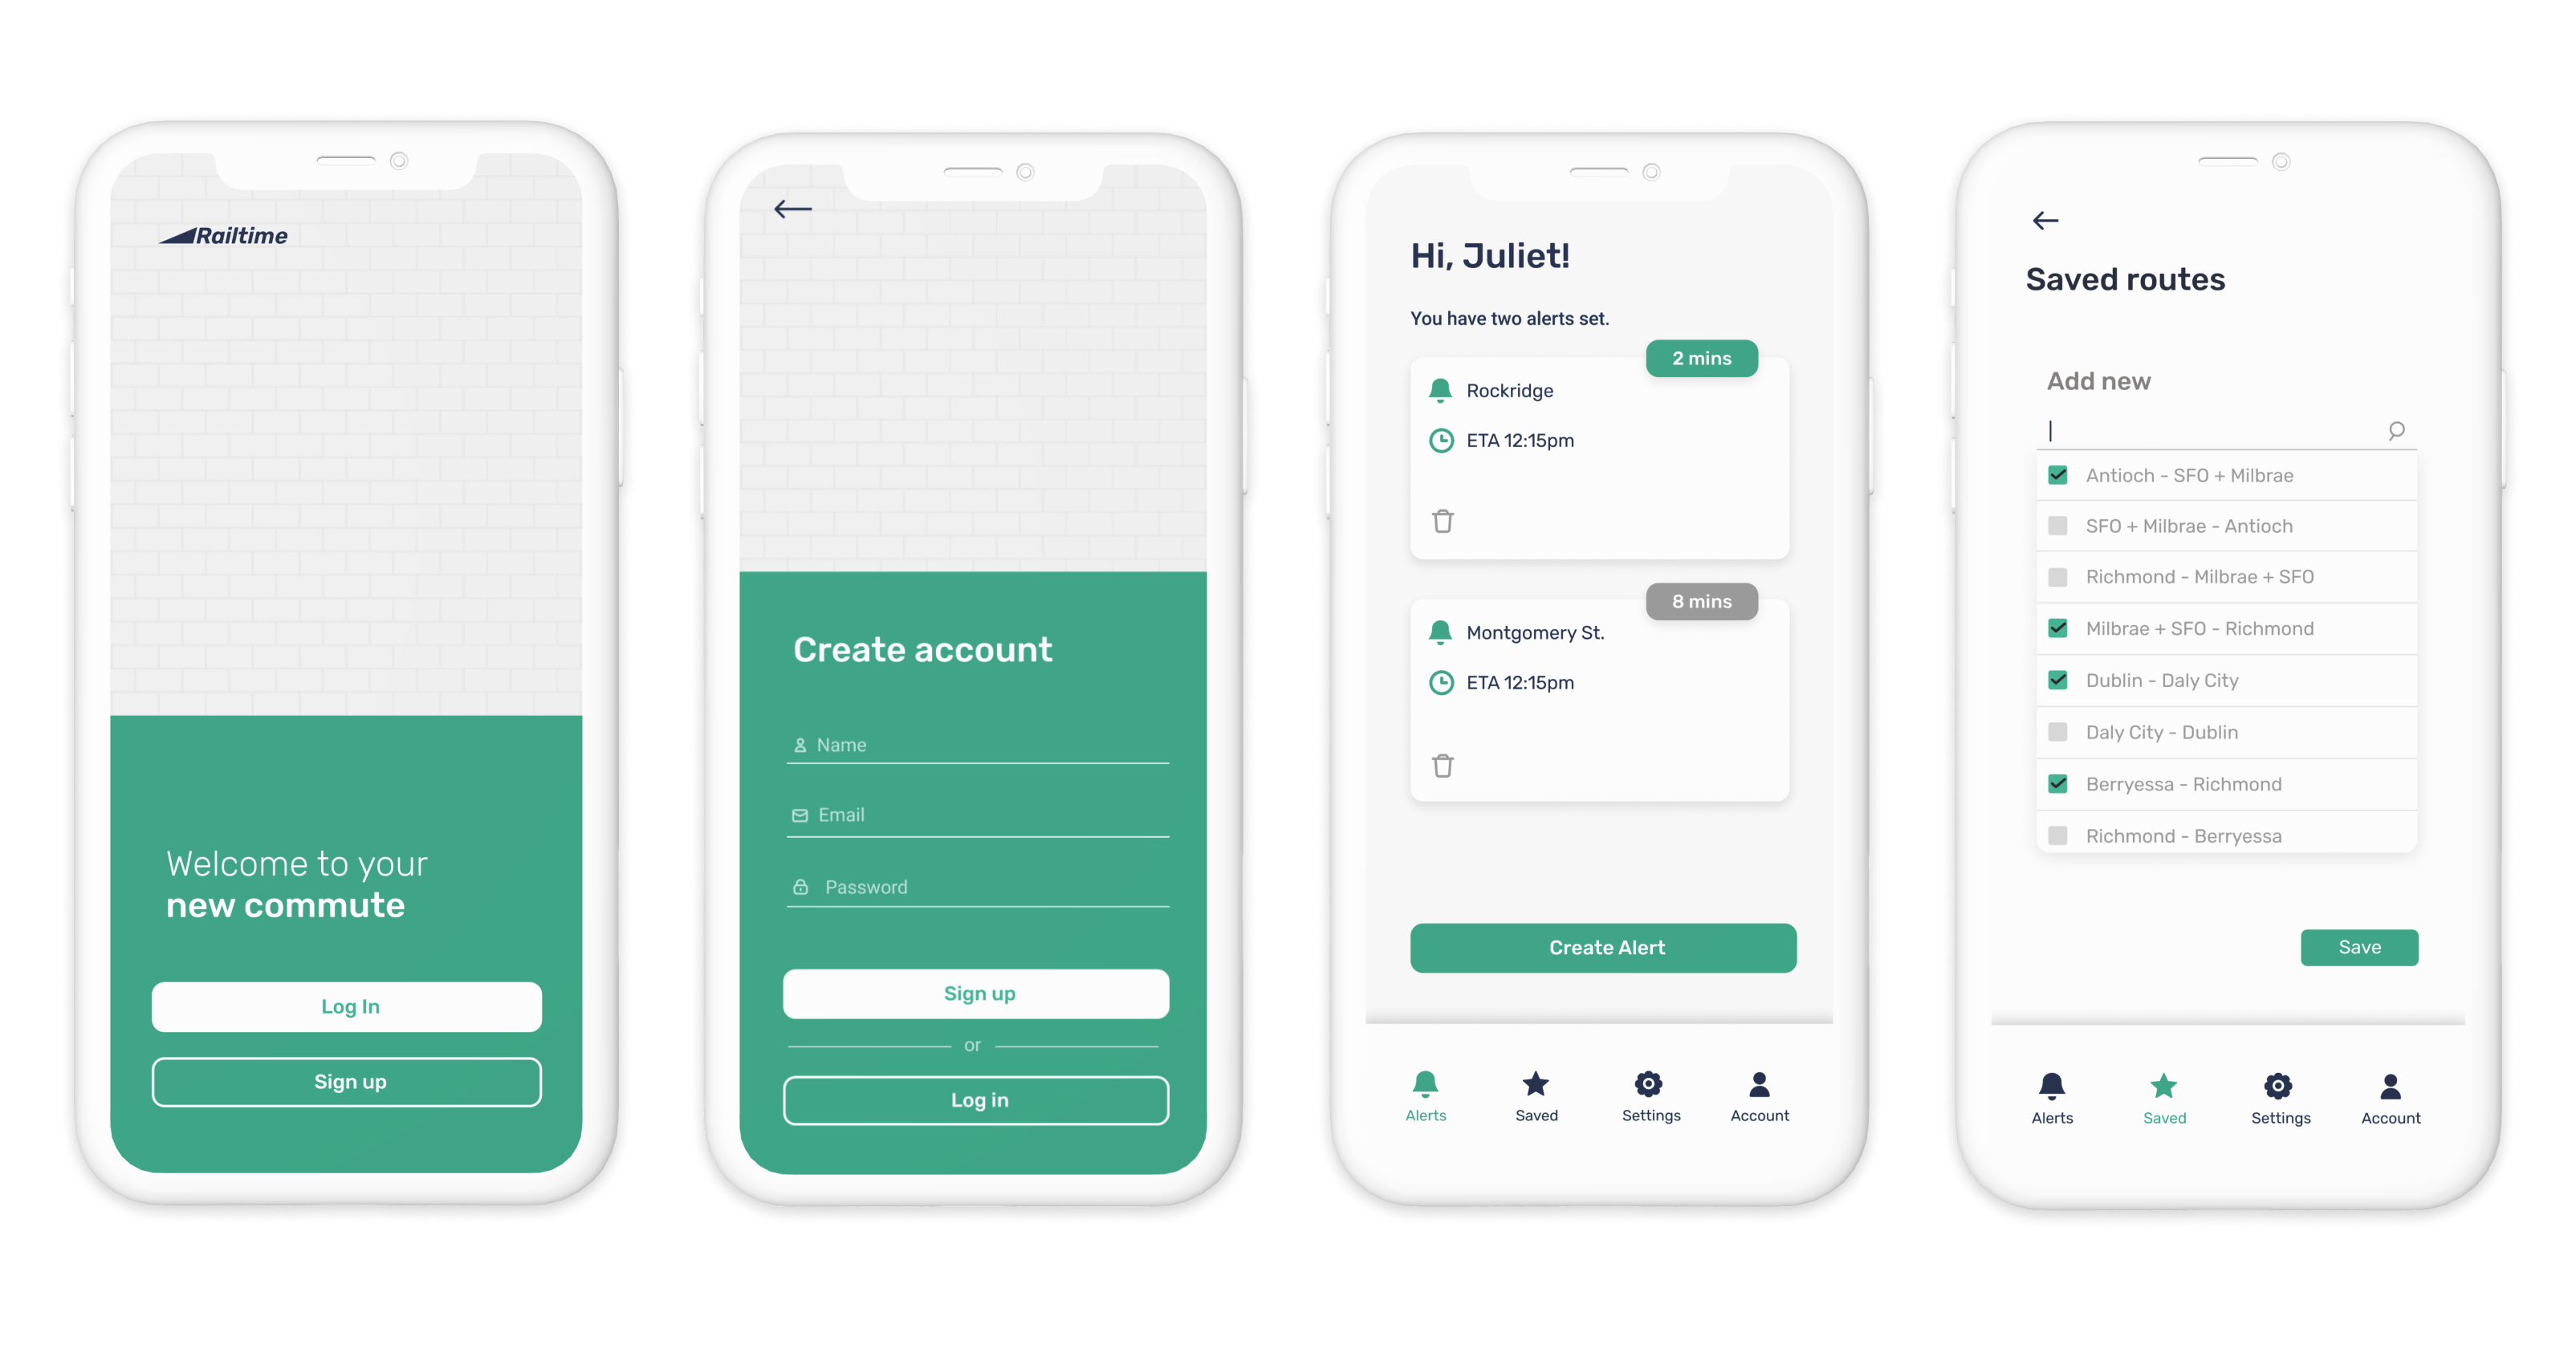 Railtime
Welcome to your
new commute
Log In
Sign up
Create account
Name
Email
Password
Sign up
or
Log in
Hi, Juliet!
You have two alerts set.
2 mins
Rockridge
ETA 12:15pm
8 mins
Montgomery St.
ETA 12:15pm
Create Alert
Alerts Saved Settings Account
Saved routes
Add new
Antioch - SFO + Milbrae
SFO + Milbrae - Antioch
Richmond - Milbrae + SFO
Milbrae + SFO - Richmond
Dublin - Daly City
Daly City - Dublin
Berryessa - Richmond
Richmond - Berryessa
Save
Alerts Saved Settings Account